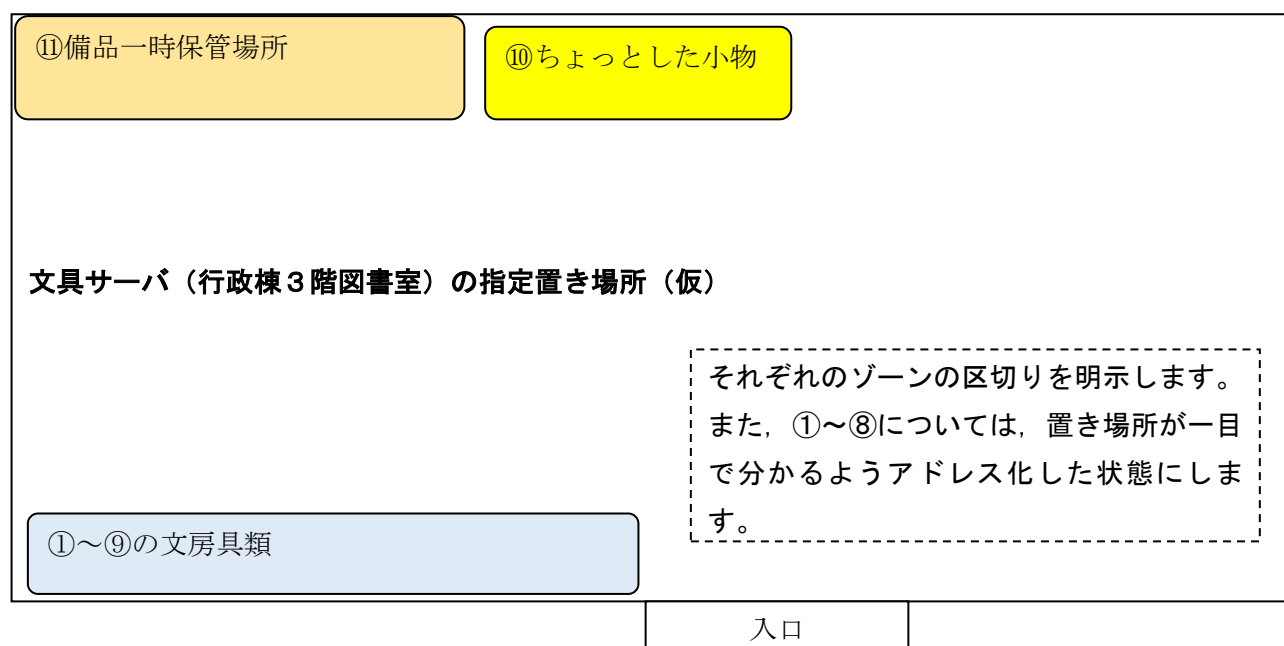 ⑪備品一時保管場所
⑩ちょっとした小物
文具サーバ（行政棟３階図書室）の指定置き場所（仮）
それぞれのゾーンの区切りを明示します。
また，①～⑧については，置き場所が一目
で分かるようアドレス化した状態にしま
す。
①～⑨の文房具類
入口